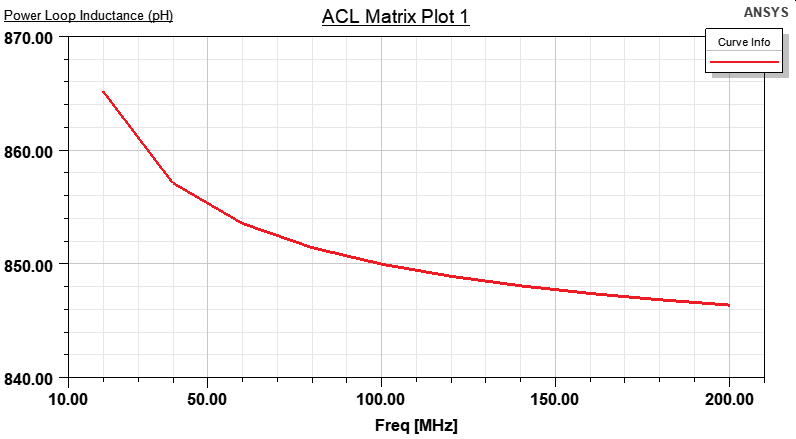 Power Loop Inductance (pH)
ACL Matrix Plot 1
ANSYS
Curve Info
870.00
860.00
850.00
840.00
10.00
50.00
100.00
150.00
200.00
Freq [MHz]